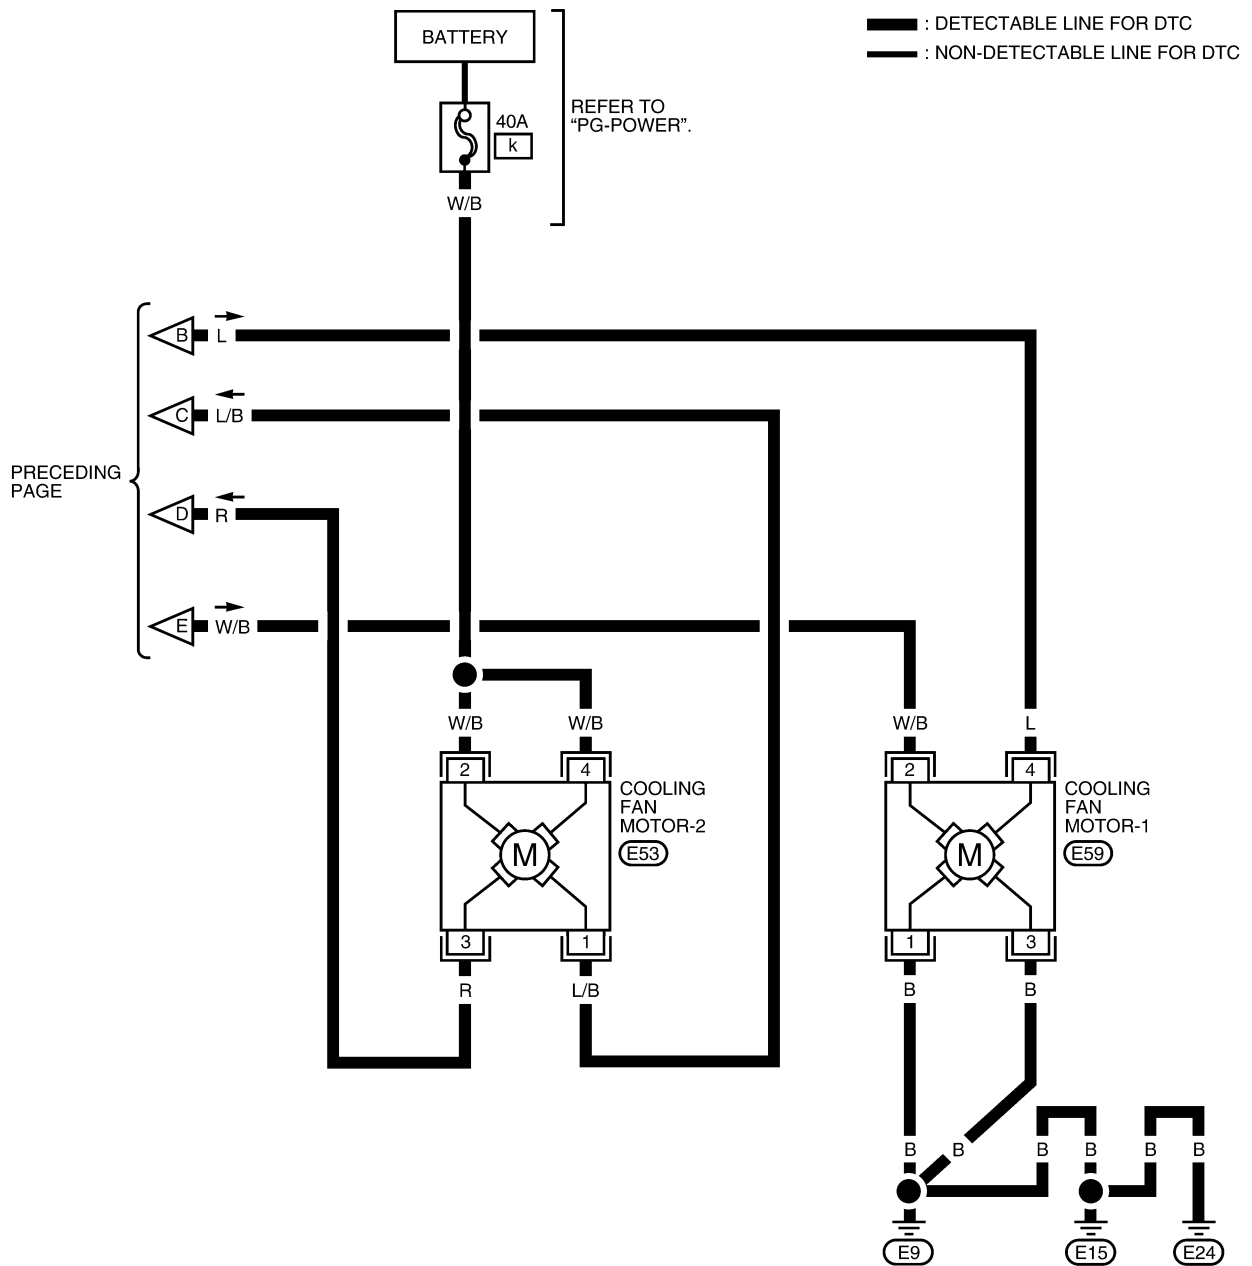 BATTERY
: DETECTABLE LINE FOR DTC
: NON-DETECTABLE LINE FOR DTC
40A
k
REFER TO
“PG-POWER”.
W/B
B L
C L/B
PRECEDING
PAGE
D R
E W/B
W/B W/B W/B L
2 4 2 4
COOLING
FAN
MOTOR-2
E53
M
COOLING
FAN
MOTOR-1
E59
M
3 1 1 3
R L/B B B
B B B B B B
E9 E15 E24